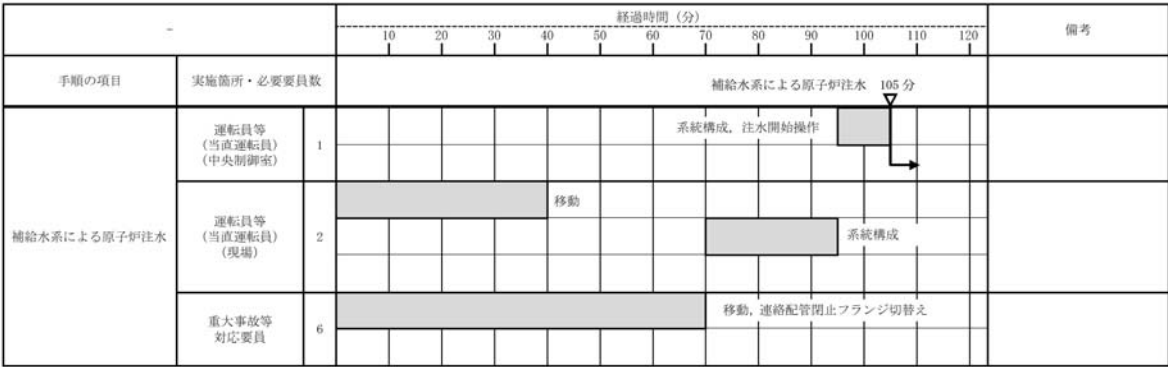 －
経過時間（分）
備考
10 20 30 40 50 60 70 80 90 100 110 120
手順の項目
実施箇所・必要要員数
補給水系による原子炉注水 105 分
補給水系による原子炉注水
運転員等
（当直運転員）
（中央制御室）
1
系統構成，注水開始操作
運転員等
（当直運転員）
（現場）
2
移動
系統構成
重大事故等
対応要員
6
移動，連絡配管閉止フランジ切替え